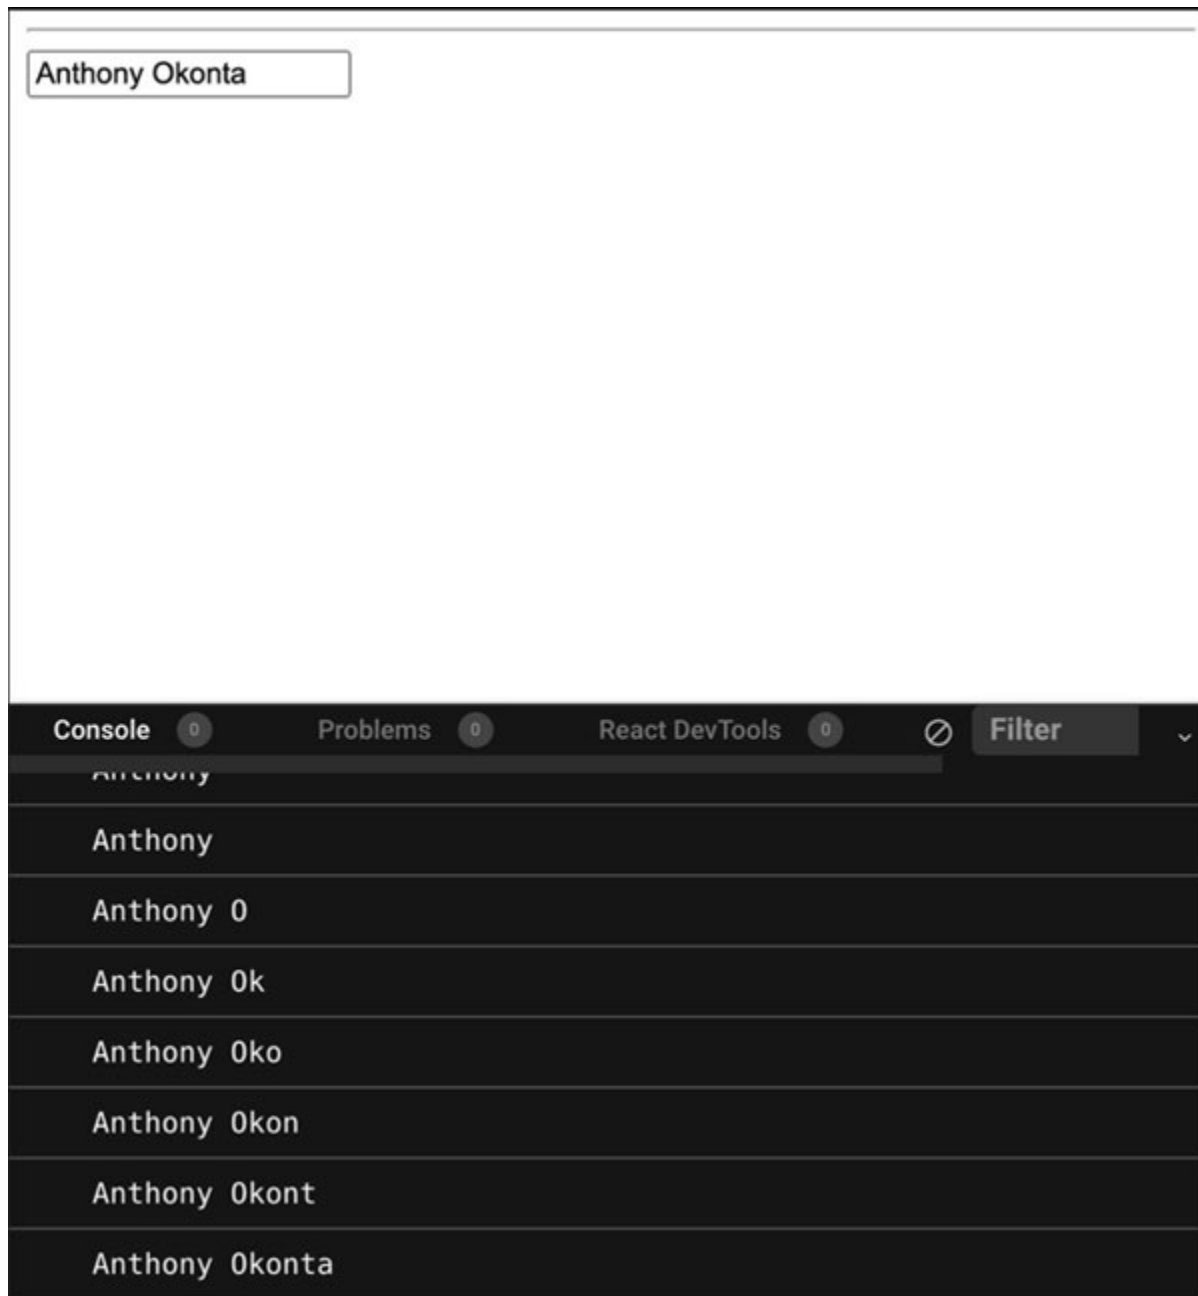 Anthony Okonta
Console 0 Problems 0 React DevTools 0 Filter
Anthony
Anthony
Anthony O
Anthony Ok
Anthony Oko
Anthony Okon
Anthony Okont
Anthony Okonta